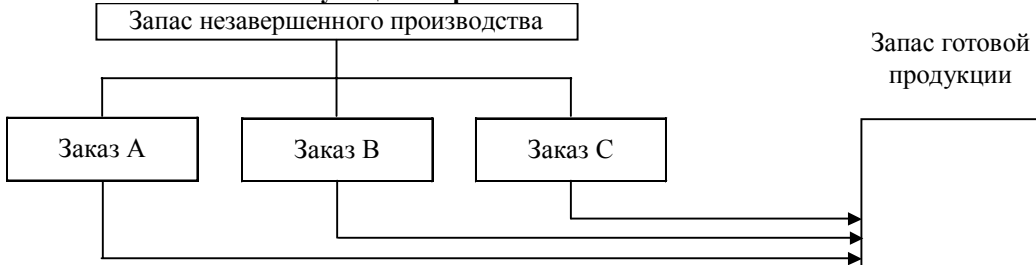 Запас незавершенного производства
Запас готовой
продукции
Заказ А
Заказ В
Заказ С